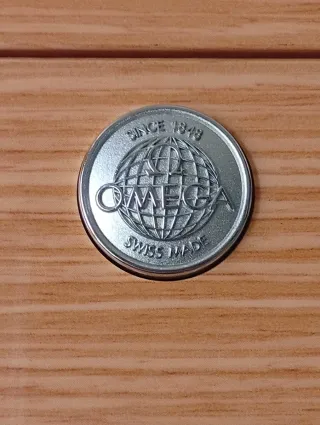 SINCE 1848
Ω
OMEGA
SWISS MADE